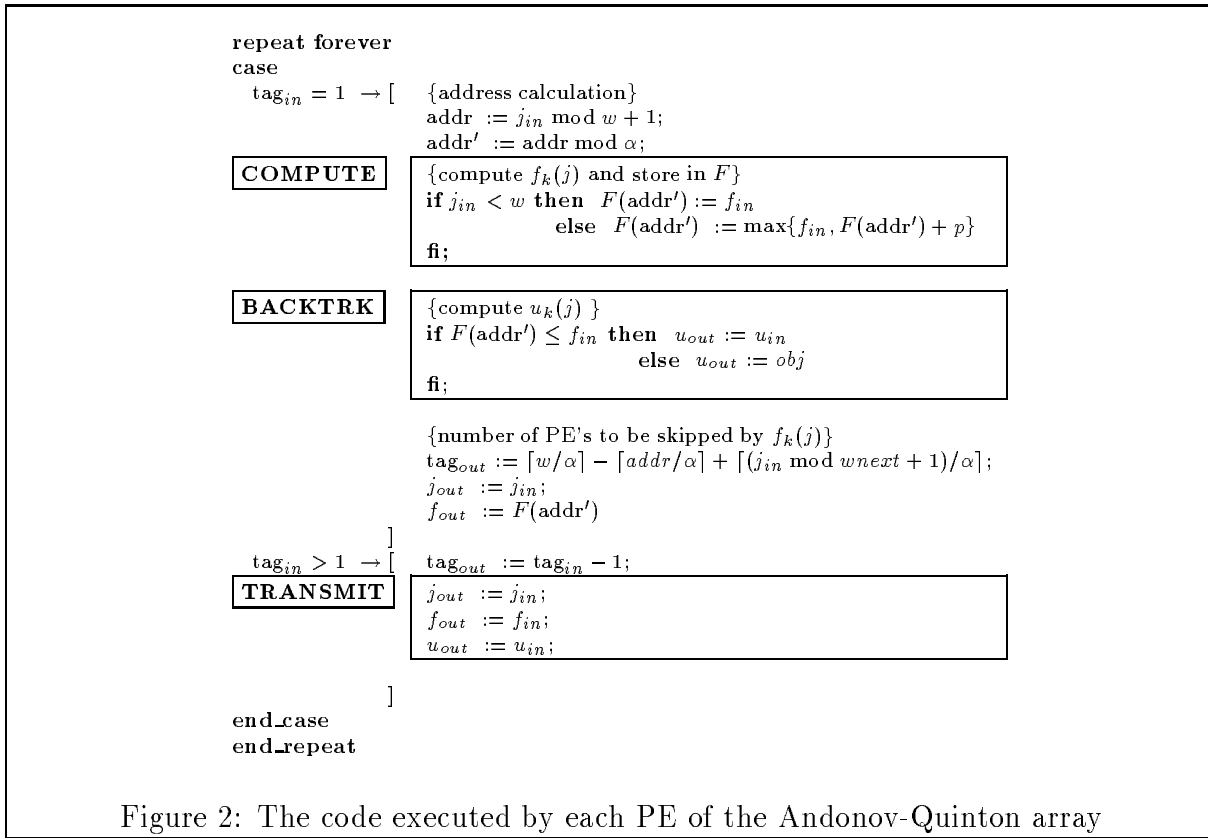 repeat forever
case
tag_in = 1 → [ {address calculation}
addr := j_in mod w + 1;
addr′ := addr mod α;
COMPUTE {compute f_k(j) and store in F}
if j_in < w then F(addr′) := f_in
else F(addr′) := max{f_in, F(addr′) + p}
fi;
BACKTRK {compute u_k(j) }
if F(addr′) ≤ f_in then u_out := u_in
else u_out := obj
fi;
{number of PE's to be skipped by f_k(j)}
tag_out := ⌈w/α⌉ − ⌈addr/α⌉ + ⌈(j_in mod wnext + 1)/α⌉;
j_out := j_in;
f_out := F(addr′)
]
tag_in > 1 → [ tag_out := tag_in − 1;
TRANSMIT j_out := j_in;
f_out := f_in;
u_out := u_in;
]
end_case
end_repeat
Figure 2: The code executed by each PE of the Andonov-Quinton array